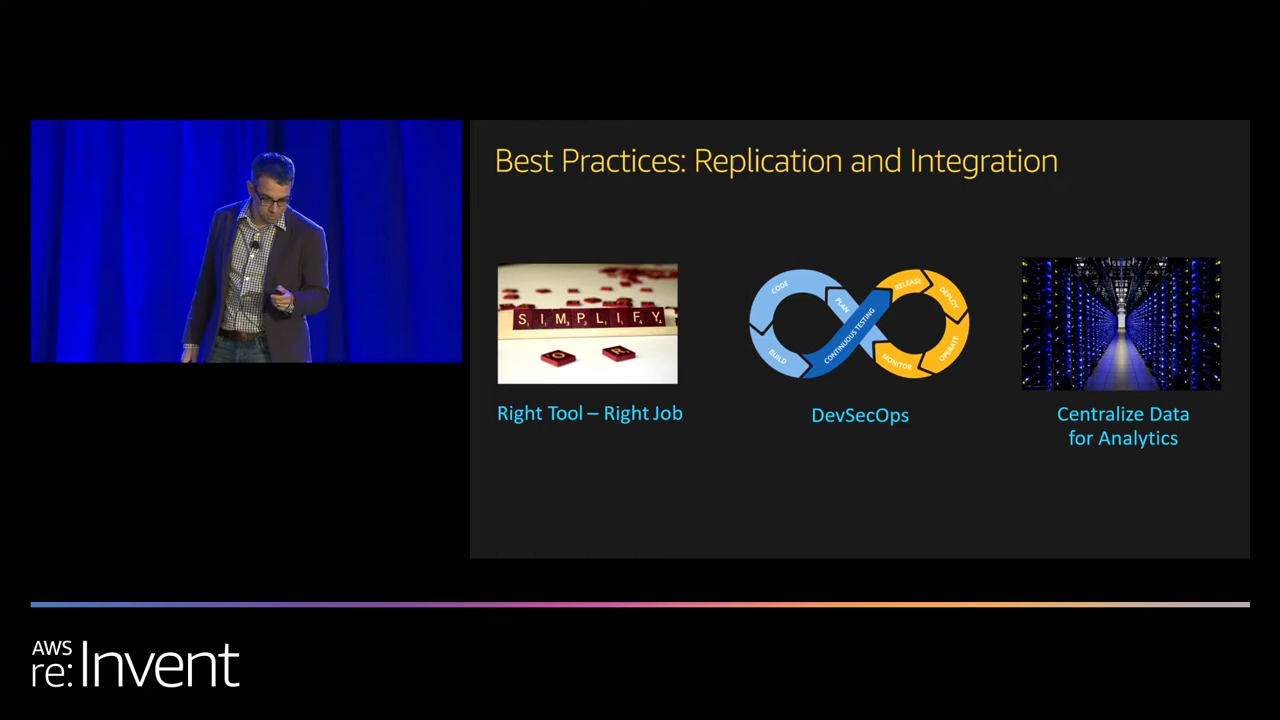 Best Practices: Replication and Integration
SIMPLIFY
O R
CODE
PLAN
BUILD
CONTINUOUS TESTING
RELEASE
DEPLOY
OPERATE
MONITOR
Right Tool – Right Job
DevSecOps
Centralize Data
for Analytics
AWS
re:Invent